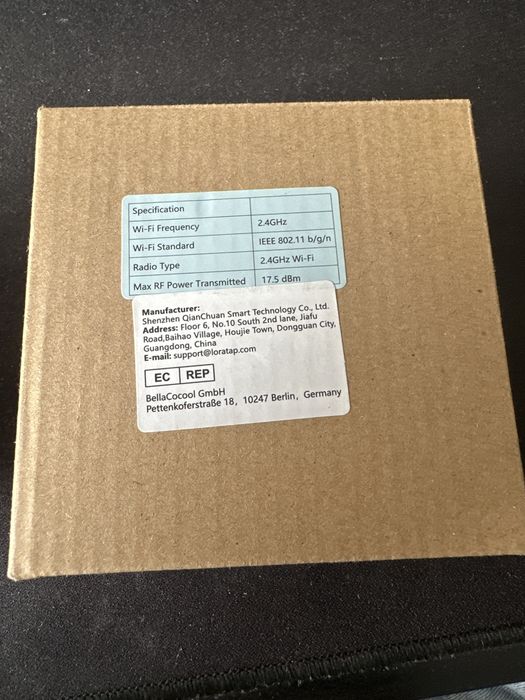 Specification
Wi-Fi Frequency 2.4GHz
Wi-Fi Standard IEEE 802.11 b/g/n
Radio Type 2.4GHz Wi-Fi
Max RF Power Transmitted 17.5 dBm
Manufacturer:
Shenzhen QianChuan Smart Technology Co., Ltd.
Address: Floor 6, No.10 South 2nd lane, Jiafu
Road,Baihao Village, Houjie Town, Dongguan City,
Guangdong, China
E-mail: support@loratap.com
EC REP
BellaCocool GmbH
Pettenkoferstraße 18, 10247 Berlin, Germany